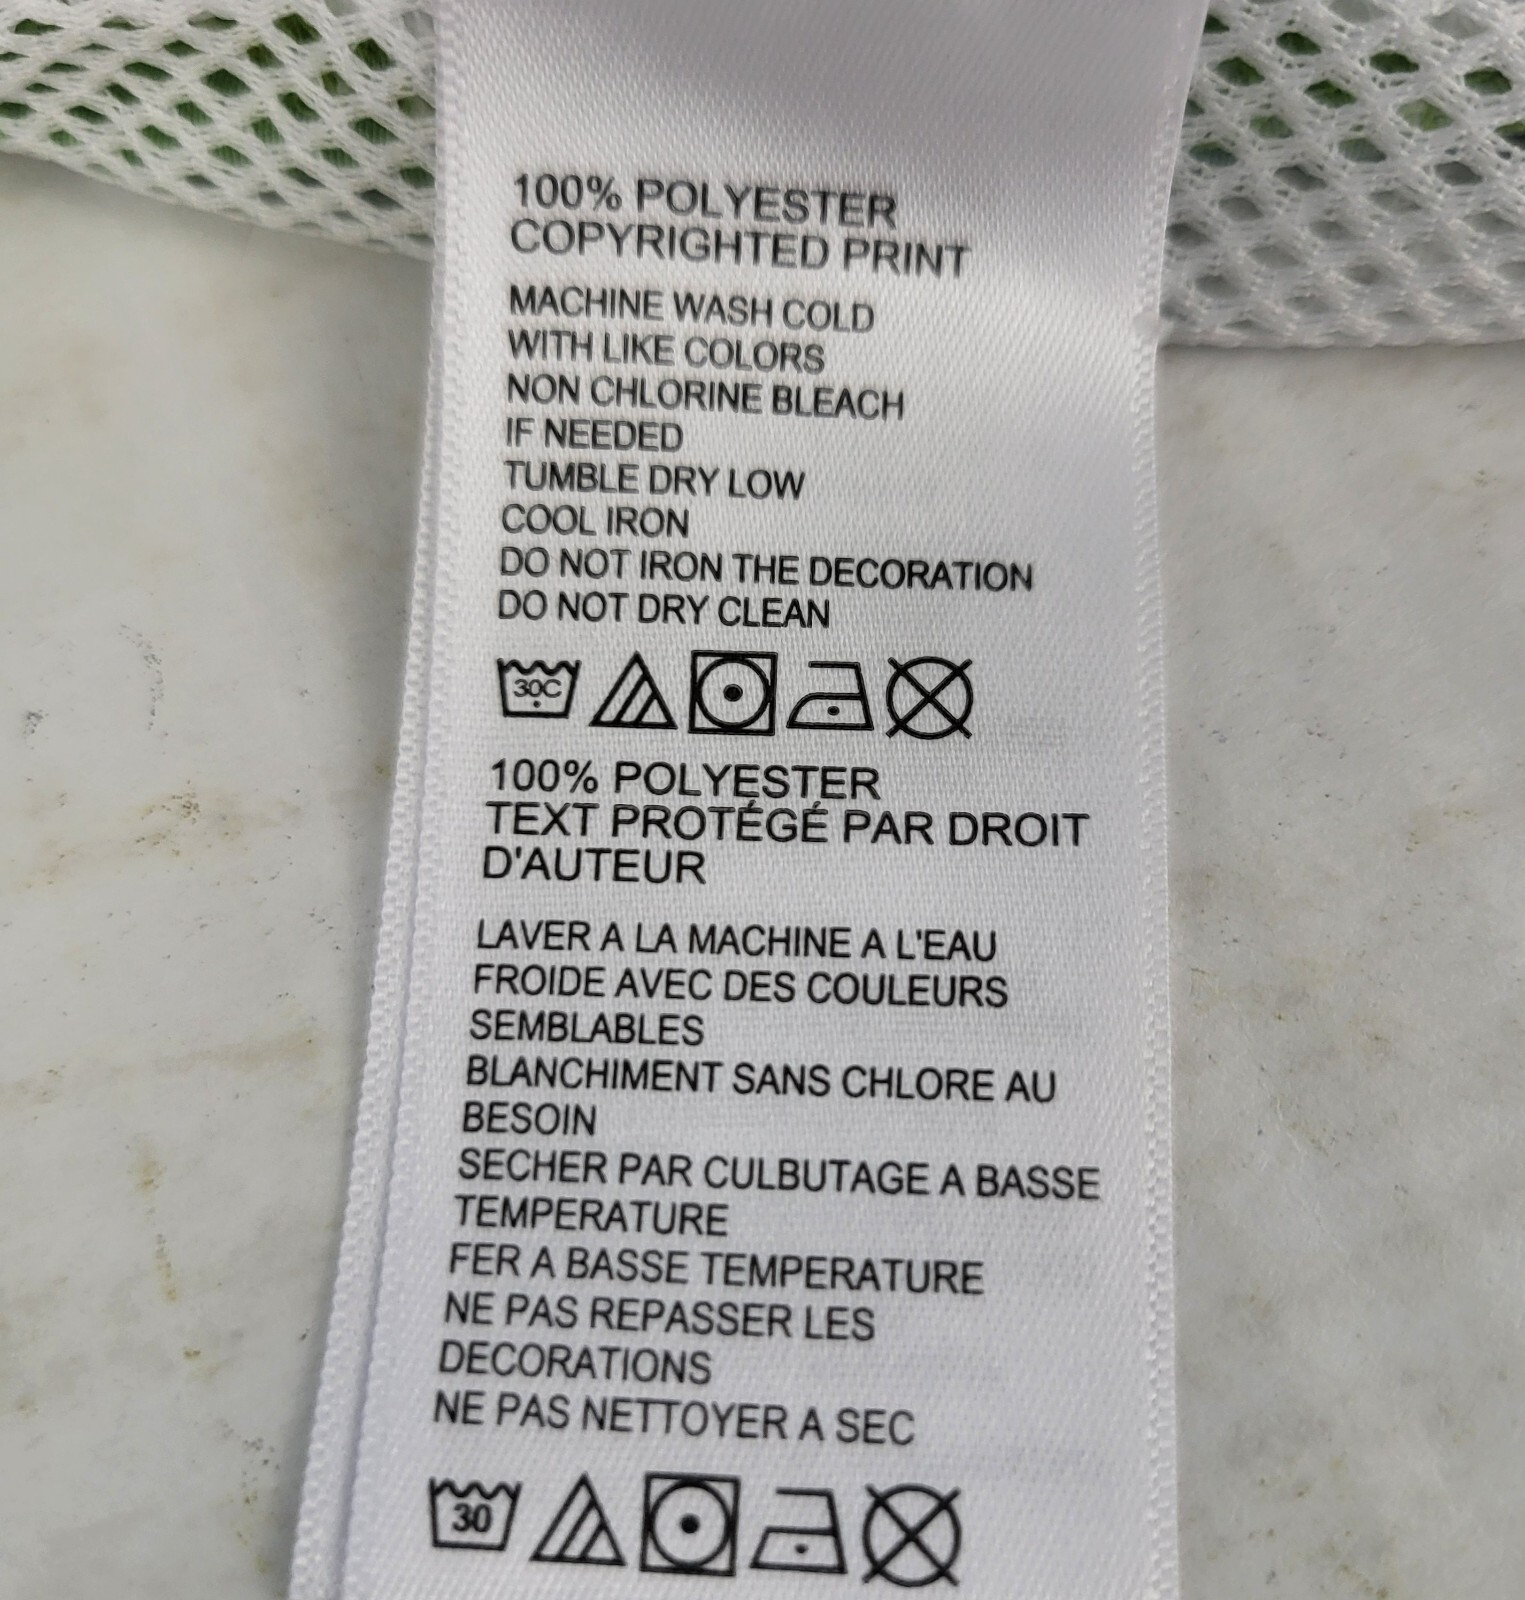 100% POLYESTER
COPYRIGHTED PRINT
MACHINE WASH COLD
WITH LIKE COLORS
NON CHLORINE BLEACH
IF NEEDED
TUMBLE DRY LOW
COOL IRON
DO NOT IRON THE DECORATION
DO NOT DRY CLEAN
30C
100% POLYESTER
TEXT PROTÉGÉ PAR DROIT
D'AUTEUR
LAVER A LA MACHINE A L'EAU
FROIDE AVEC DES COULEURS
SEMBLABLES
BLANCHIMENT SANS CHLORE AU
BESOIN
SECHER PAR CULBUTAGE A BASSE
TEMPERATURE
FER A BASSE TEMPERATURE
NE PAS REPASSER LES
DECORATIONS
NE PAS NETTOYER A SEC
30